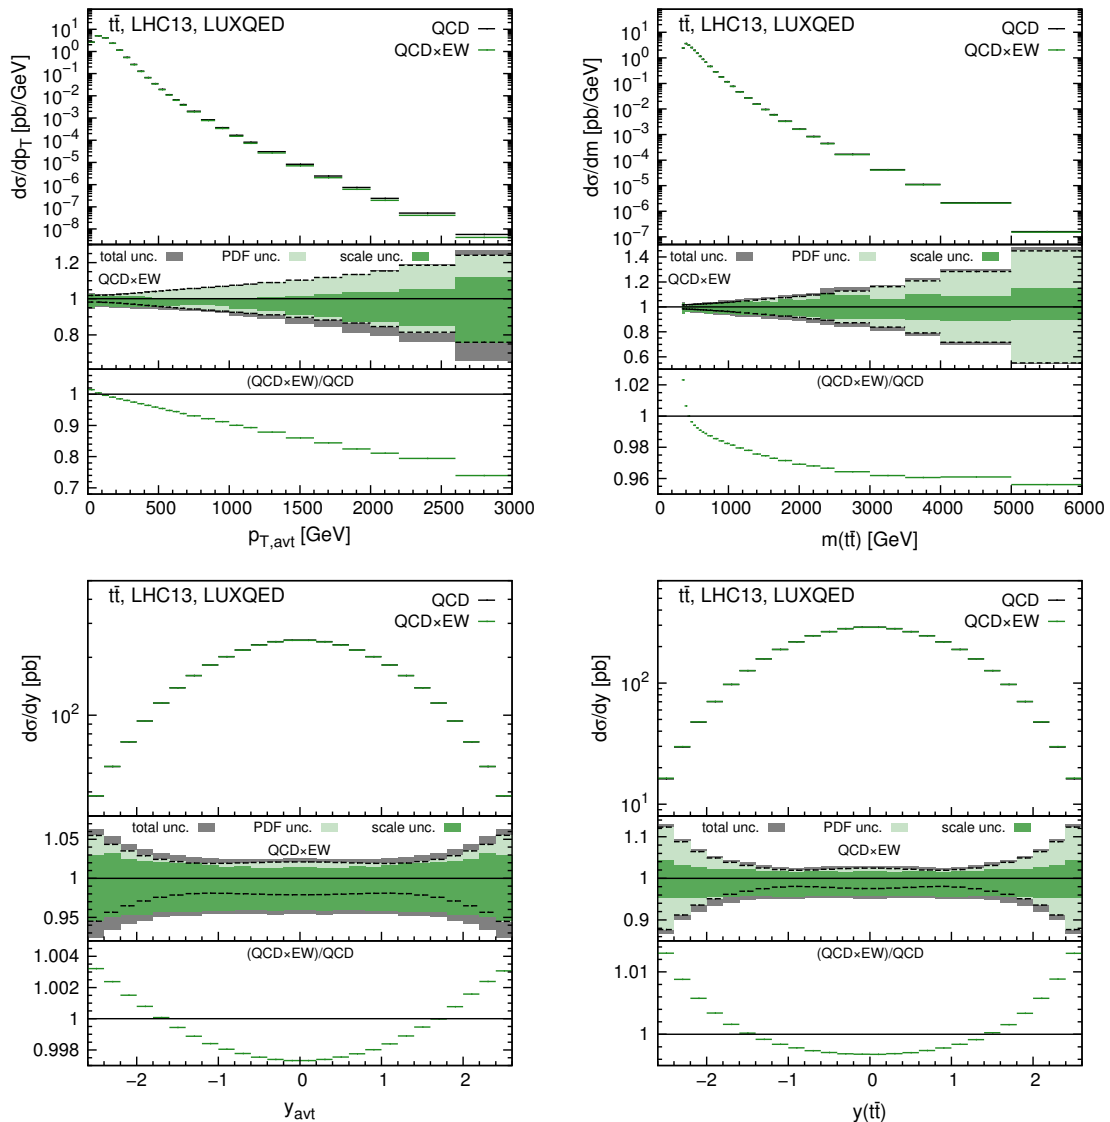 tt̄, LHC13, LUXQED
QCD
QCD×EW
dσ/dp_T [pb/GeV]
10^1
10^0
10^-1
10^-2
10^-3
10^-4
10^-5
10^-6
10^-7
10^-8
total unc. PDF unc. scale unc.
QCD×EW
1.2
1
0.8
(QCD×EW)/QCD
1
0.9
0.8
0.7
0 500 1000 1500 2000 2500 3000
p_T,avt [GeV]
tt̄, LHC13, LUXQED
QCD
QCD×EW
dσ/dm [pb/GeV]
10^1
10^0
10^-1
10^-2
10^-3
10^-4
10^-5
10^-6
10^-7
total unc. PDF unc. scale unc.
QCD×EW
1.4
1.2
1
0.8
0.6
(QCD×EW)/QCD
1.02
1
0.98
0.96
0 1000 2000 3000 4000 5000 6000
m(tt̄) [GeV]
tt̄, LHC13, LUXQED
QCD
QCD×EW
dσ/dy [pb]
10^2
total unc. PDF unc. scale unc.
QCD×EW
1.05
1
0.95
(QCD×EW)/QCD
1.004
1.002
1
0.998
−2 −1 0 1 2
y_avt
tt̄, LHC13, LUXQED
QCD
QCD×EW
dσ/dy [pb]
10^2
10^1
total unc. PDF unc. scale unc.
QCD×EW
1.1
1
0.9
(QCD×EW)/QCD
1.01
1
−2 −1 0 1 2
y(tt̄)